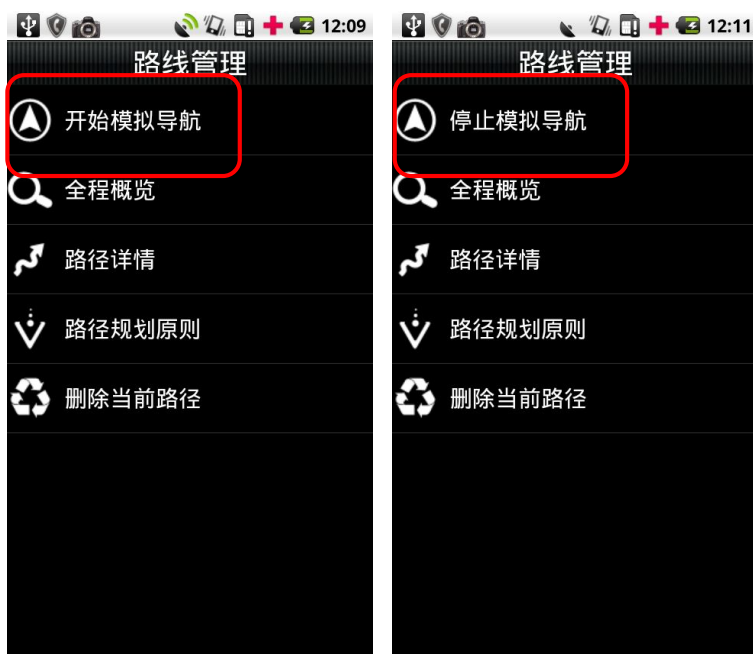 12:09
路线管理
开始模拟导航
全程概览
路径详情
路径规划原则
删除当前路径
12:11
路线管理
停止模拟导航
全程概览
路径详情
路径规划原则
删除当前路径